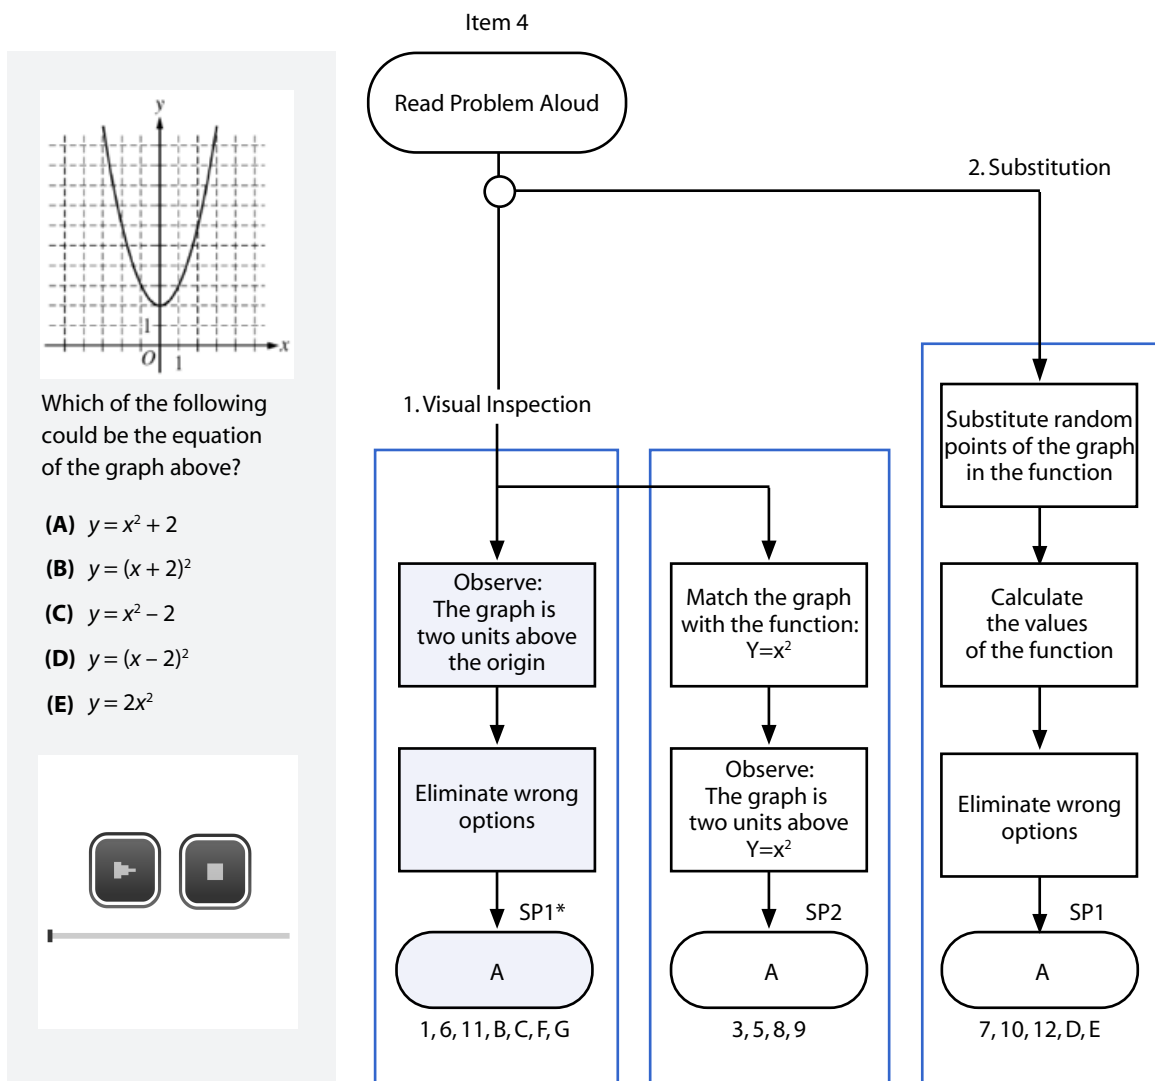 Item 4
Read Problem Aloud
2. Substitution
y
x
1
O
1
Which of the following
could be the equation
of the graph above?
(A) y = x² + 2
(B) y = (x + 2)²
(C) y = x² – 2
(D) y = (x – 2)²
(E) y = 2x²
1. Visual Inspection
Observe:
The graph is
two units above
the origin
Eliminate wrong
options
SP1*
A
1, 6, 11, B, C, F, G
Match the graph
with the function:
Y=x²
Observe:
The graph is
two units above
Y=x²
SP2
A
3, 5, 8, 9
Substitute random
points of the graph
in the function
Calculate
the values
of the function
Eliminate wrong
options
SP1
A
7, 10, 12, D, E